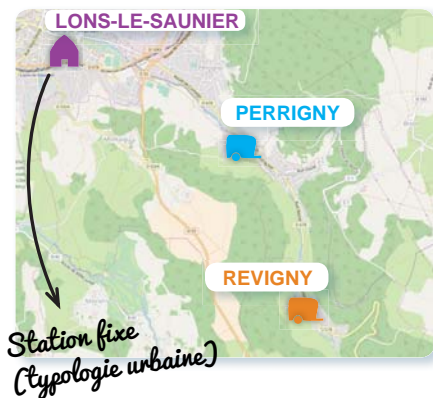 LONS-LE-SAUNIER
PERRIGNY
REVIGNY
Station fixe
(typologie urbaine)